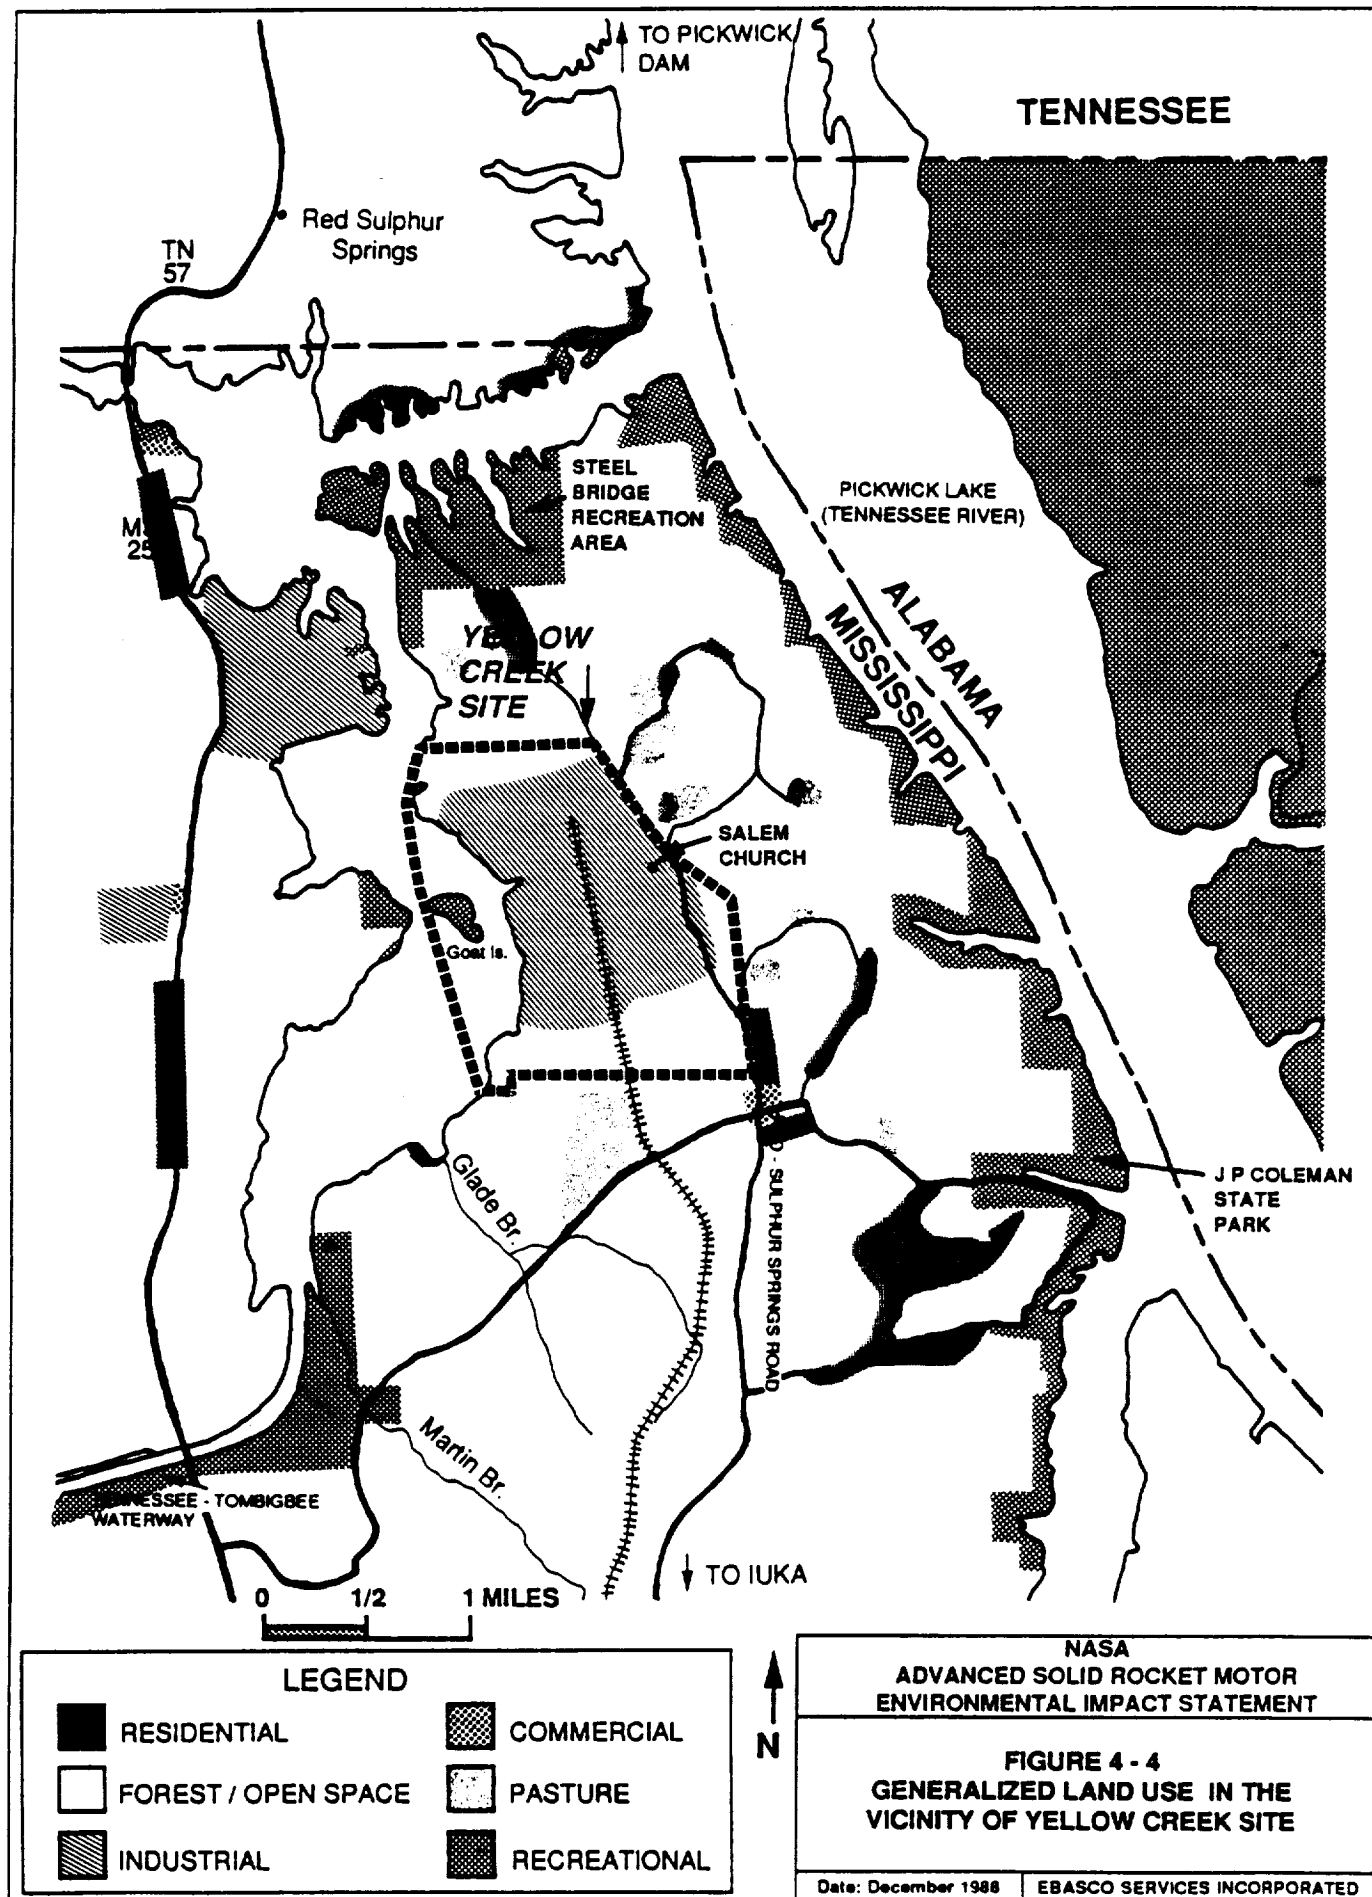 TO PICKWICK
DAM
TENNESSEE
Red Sulphur
Springs
TN
57
STEEL
BRIDGE
RECREATION
AREA
PICKWICK LAKE
(TENNESSEE RIVER)
25
ALABAMA
MISSISSIPPI
YELLOW
CREEK
SITE
SALEM
CHURCH
Goat Is.
Glade Br.
SULPHUR SPRINGS ROAD
J P COLEMAN
STATE
PARK
Martin Br.
TENNESSEE - TOMBIGBEE
WATERWAY
TO IUKA
0 1/2 1 MILES
LEGEND
RESIDENTIAL
FOREST / OPEN SPACE
INDUSTRIAL
COMMERCIAL
PASTURE
RECREATIONAL
N
NASA
ADVANCED SOLID ROCKET MOTOR
ENVIRONMENTAL IMPACT STATEMENT
FIGURE 4 - 4
GENERALIZED LAND USE IN THE
VICINITY OF YELLOW CREEK SITE
Date: December 1988
EBASCO SERVICES INCORPORATED